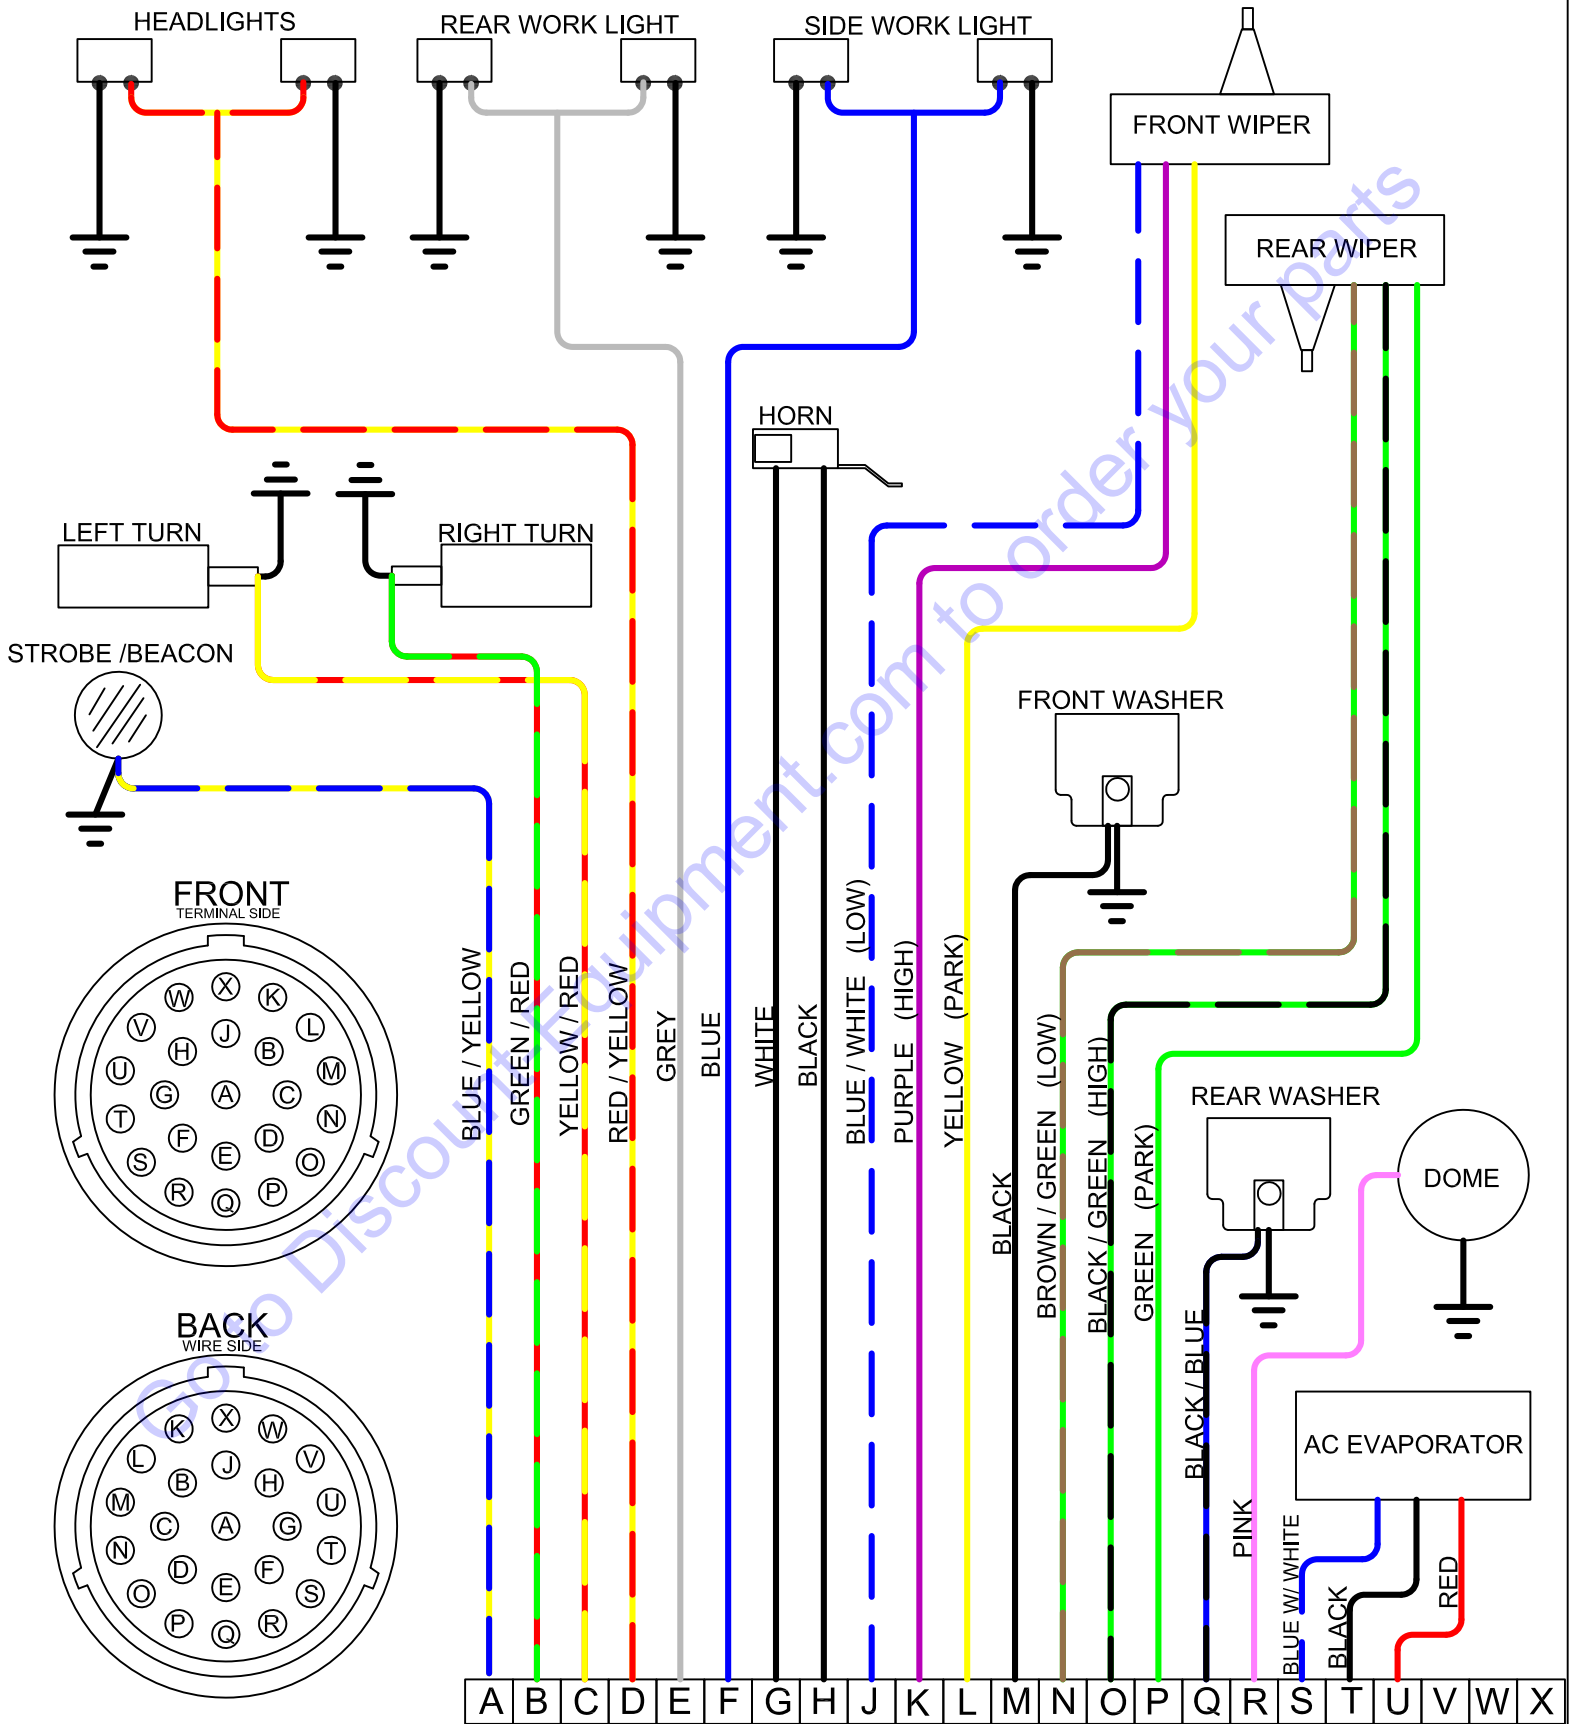 HEADLIGHTS
REAR WORK LIGHT
SIDE WORK LIGHT
FRONT WIPER
REAR WIPER
HORN
LEFT TURN
RIGHT TURN
STROBE /BEACON
FRONT WASHER
FRONT
TERMINAL SIDE
X
W
K
V
J
L
H
B
U
M
G
A
C
T
N
F
D
S
E
O
R
P
Q
BACK
WIRE SIDE
X
K
W
L
J
V
B
H
M
U
C
A
G
N
T
D
F
O
E
S
P
R
Q
BLUE / YELLOW
GREEN / RED
YELLOW / RED
RED / YELLOW
GREY
BLUE
WHITE
BLACK
BLUE / WHITE (LOW)
PURPLE (HIGH)
YELLOW (PARK)
BLACK
BROWN / GREEN (LOW)
BLACK / GREEN (HIGH)
GREEN (PARK)
REAR WASHER
DOME
BLACK / BLUE
PINK
AC EVAPORATOR
BLUE W/ WHITE
BLACK
RED
A B C D E F G H J K L M N O P Q R S T U V W X
Go to Discount-Equipment.com to order your parts